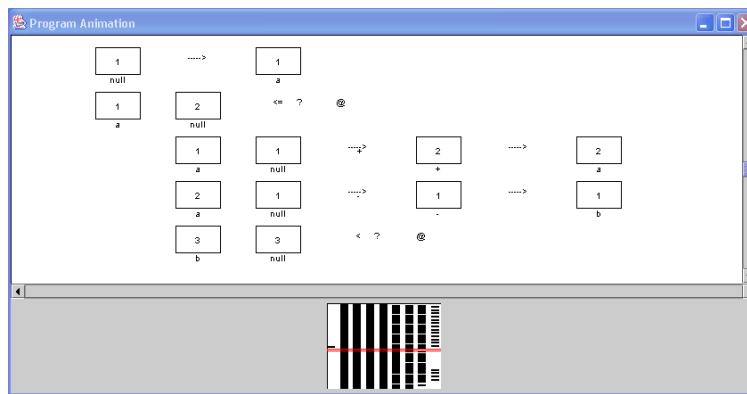 Program Animation
1 -----> 1
null a
1 2 <= ? @
a null
1 1 -----> 2 -----> 2
a null + + a
2 1 -----> 1 -----> 1
a null - - b
3 3 < ? @
b null